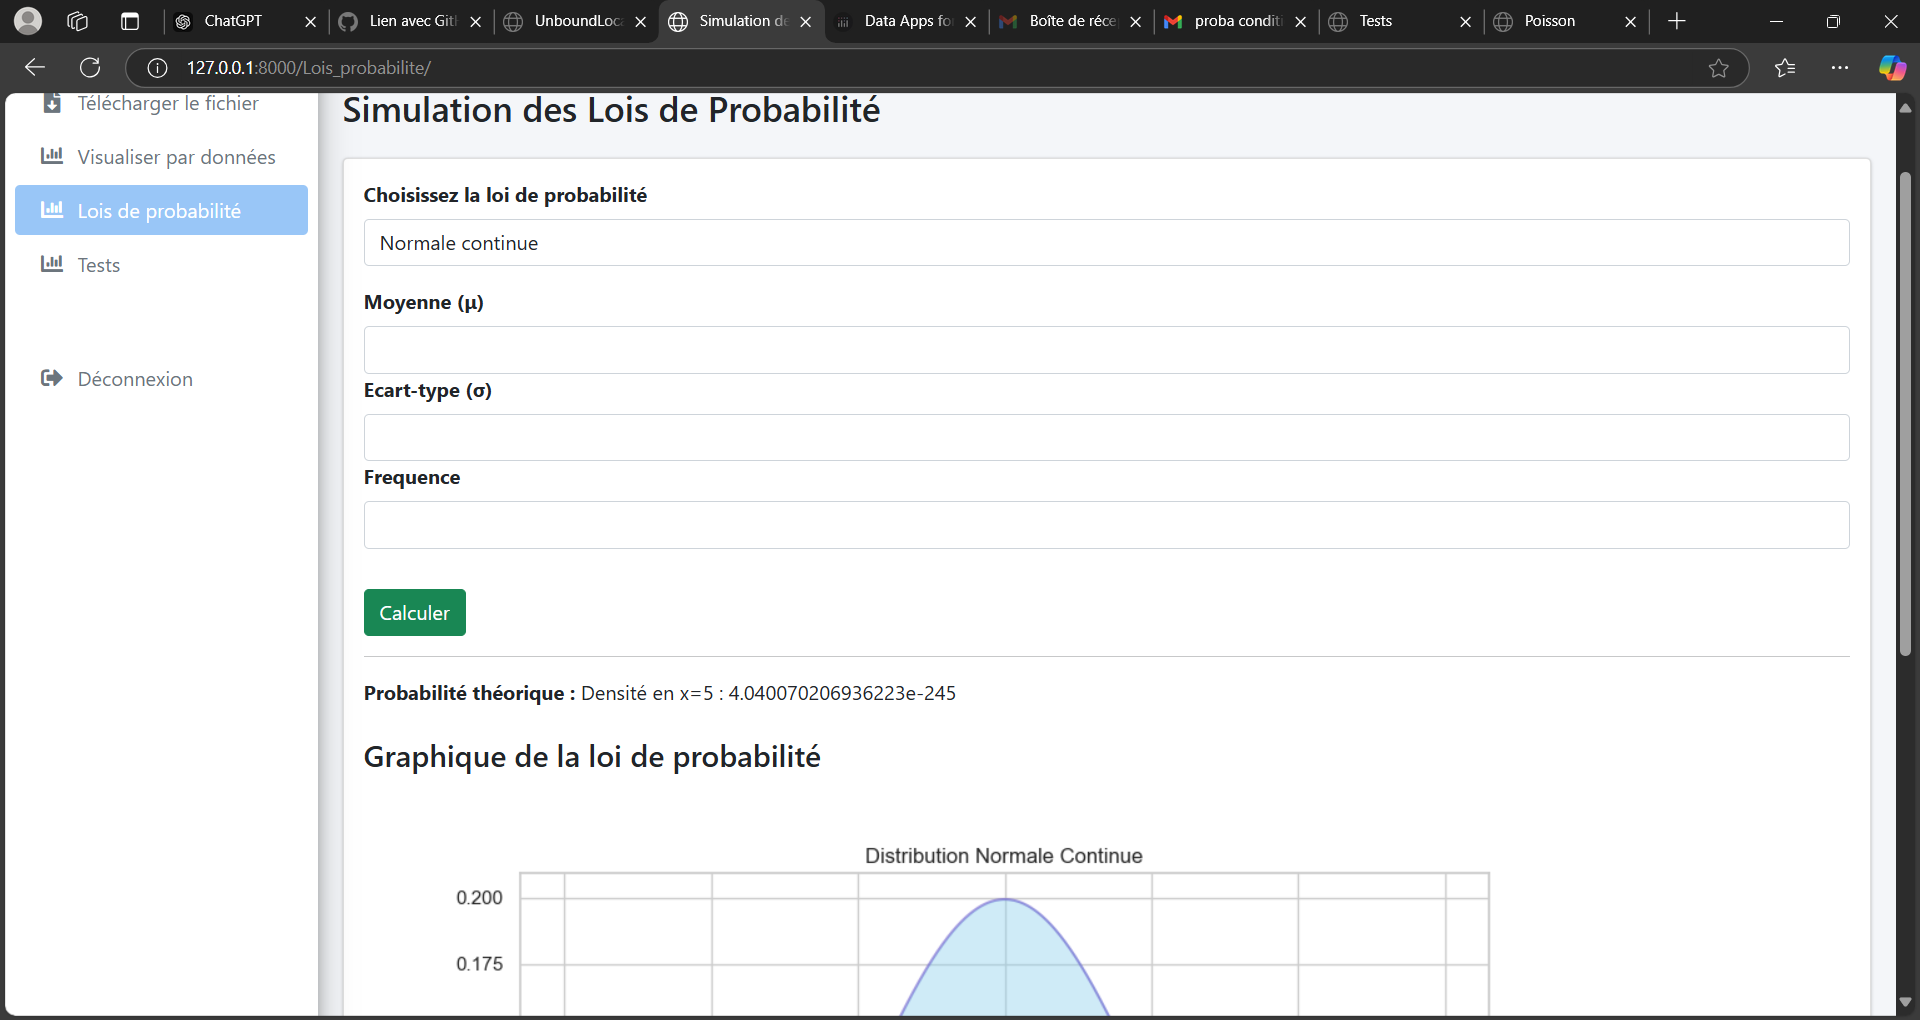 ChatGPT
Lien avec Git
UnboundLoc
Simulation de
Data Apps fo
Boîte de réce
proba conditi
Tests
Poisson
127.0.0.1:8000/Lois_probabilite/
Télécharger le fichier
Visualiser par données
Lois de probabilité
Tests
Déconnexion
Simulation des Lois de Probabilité
Choisissez la loi de probabilité
Normale continue
Moyenne (μ)
Ecart-type (σ)
Frequence
Calculer
Probabilité théorique : Densité en x=5 : 4.040070206936223e-245
Graphique de la loi de probabilité
Distribution Normale Continue
0.200
0.175